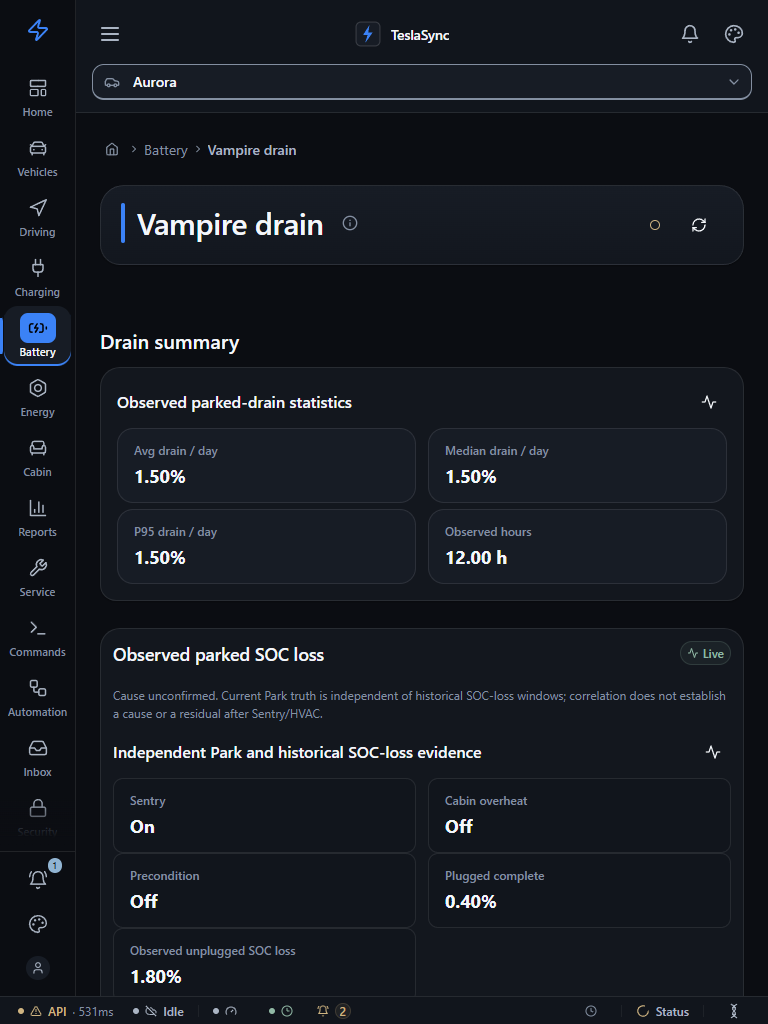 TeslaSync
Aurora
Home
Vehicles
Driving
Charging
Battery
Energy
Cabin
Reports
Service
Commands
Automation
Inbox
Security
1
Battery > Vampire drain
Vampire drain
Drain summary
Observed parked-drain statistics
Avg drain / day
1.50%
Median drain / day
1.50%
P95 drain / day
1.50%
Observed hours
12.00 h
Observed parked SOC loss
Live
Cause unconfirmed. Current Park truth is independent of historical SOC-loss windows; correlation does not establish
a cause or a residual after Sentry/HVAC.
Independent Park and historical SOC-loss evidence
Sentry
On
Cabin overheat
Off
Precondition
Off
Plugged complete
0.40%
Observed unplugged SOC loss
1.80%
API · 531ms
Idle
2
Status